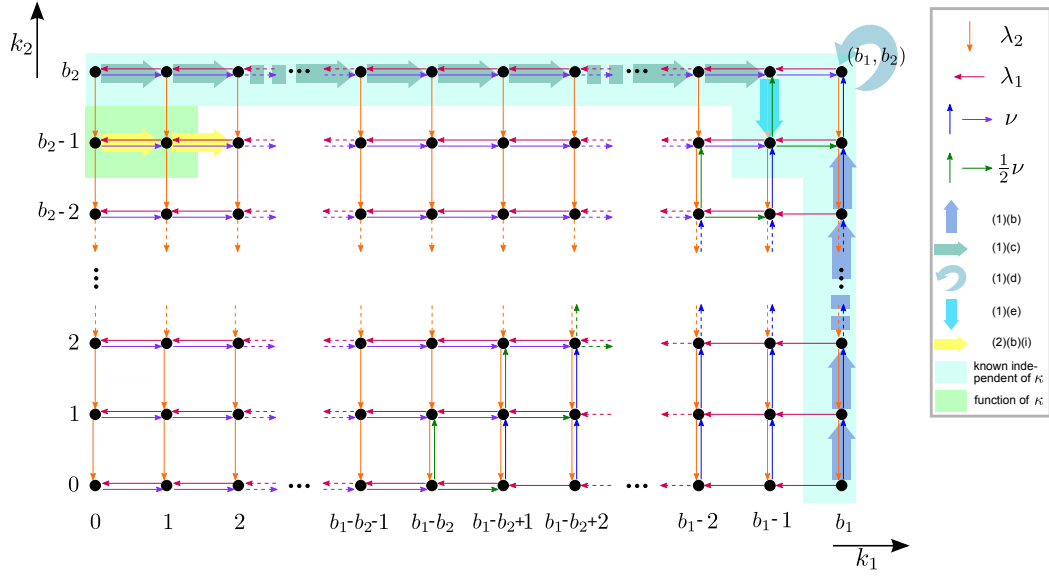 k₂
b₂
(b₁, b₂)
b₂-1
b₂-2
2
1
0
0 1 2 b₁-b₂-1 b₁-b₂ b₁-b₂+1 b₁-b₂+2 b₁-2 b₁-1 b₁
k₁
λ₂
λ₁
ν
½ν
(1)(b)
(1)(c)
(1)(d)
(1)(e)
(2)(b)(i)
known inde-
pendent of κ
function of κ